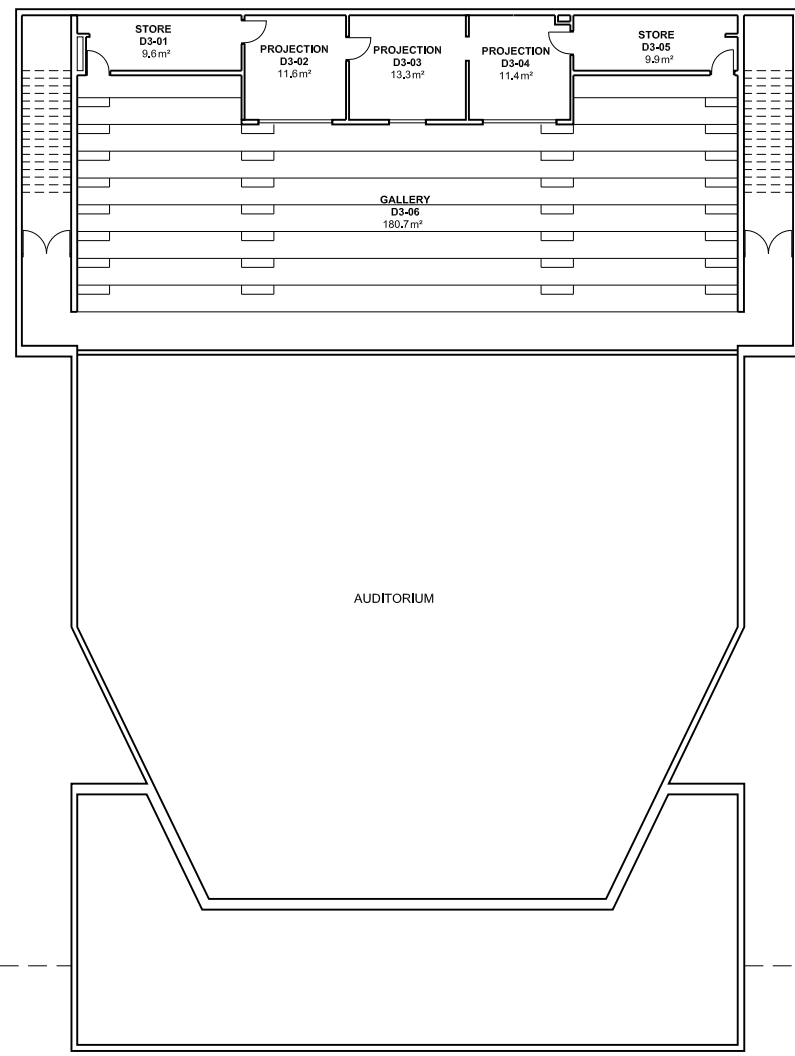 STORE
D3-01
9.6m²
PROJECTION
D3-02
11.6m²
PROJECTION
D3-03
13.3m²
PROJECTION
D3-04
11.4m²
STORE
D3-05
9.9m²
GALLERY
D3-06
180.7m²
AUDITORIUM